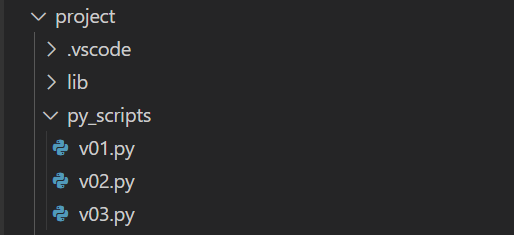 project
.vscode
lib
py_scripts
v01.py
v02.py
v03.py